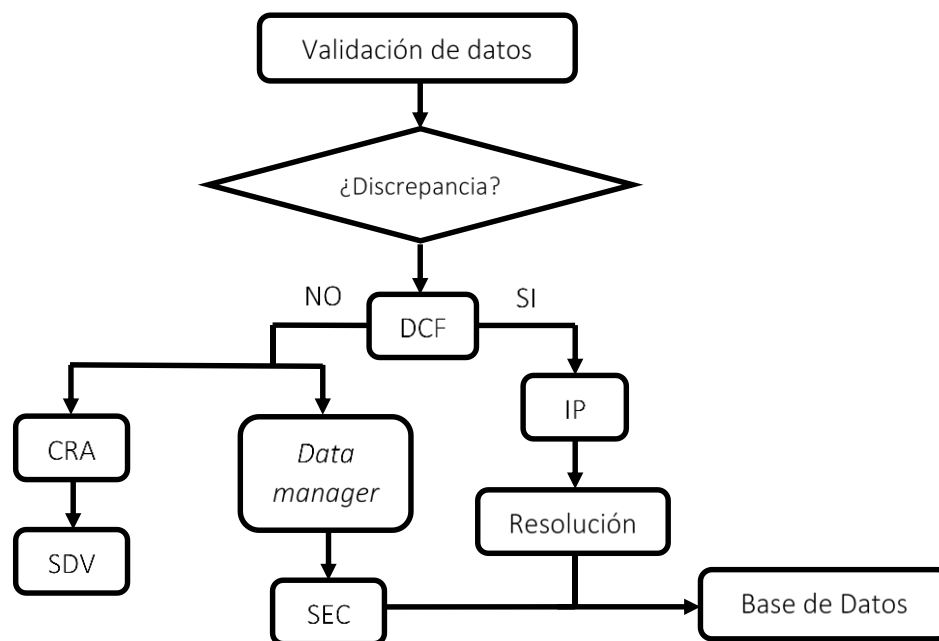 Validación de datos
¿Discrepancia?
NO
SI
DCF
IP
CRA
Data
manager
Resolución
SDV
SEC
Base de Datos